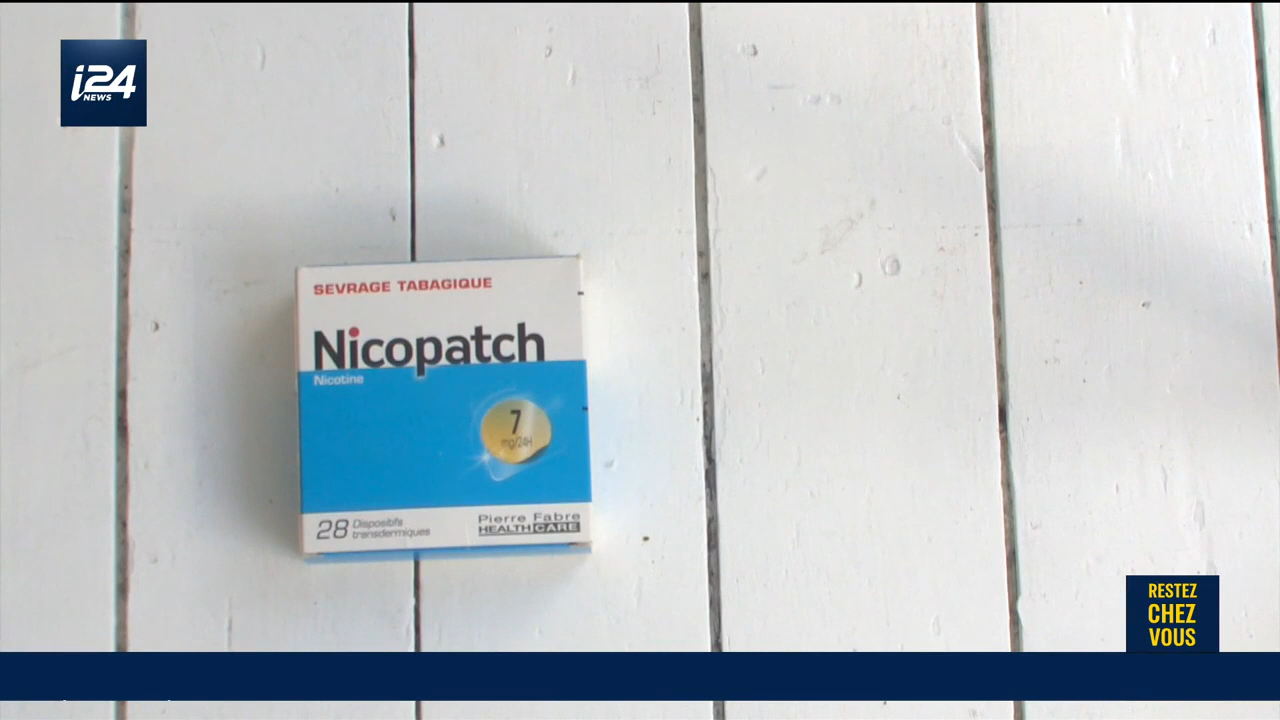 i24
NEWS
SEVRAGE TABAGIQUE
Nicopatch
Nicotine
7
mg/24H
28 Dispositifs
transdermiques
Pierre Fabre
HEALTH CARE
RESTEZ
CHEZ
VOUS